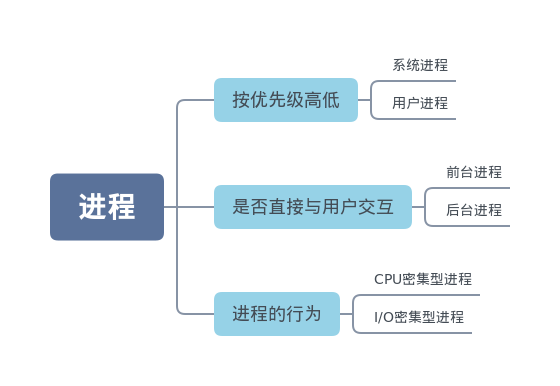 进程
按优先级高低
系统进程
用户进程
是否直接与用户交互
前台进程
后台进程
进程的行为
CPU密集型进程
I/O密集型进程